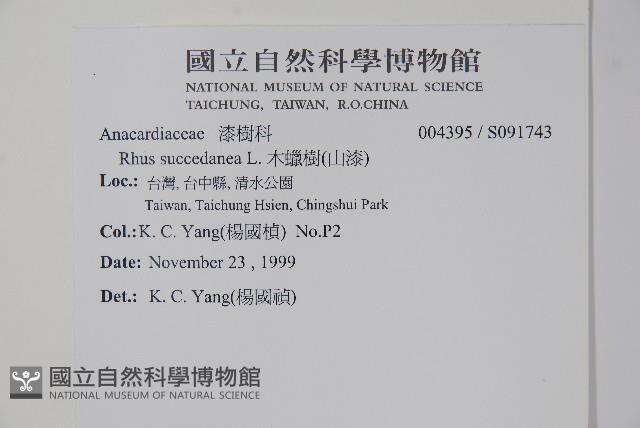 國立自然科學博物館
NATIONAL MUSEUM OF NATURAL SCIENCE
TAICHUNG, TAIWAN, R.O.CHINA
Anacardiaceae 漆樹科 004395 / S091743
Rhus succedanea L. 木蠟樹(山漆)
Loc.: 台灣, 台中縣, 清水公園
Taiwan, Taichung Hsien, Chingshui Park
Col.: K. C. Yang(楊國楨) No.P2
Date: November 23 , 1999
Det.: K. C. Yang(楊國禎)
國立自然科學博物館
NATIONAL MUSEUM OF NATURAL SCIENCE